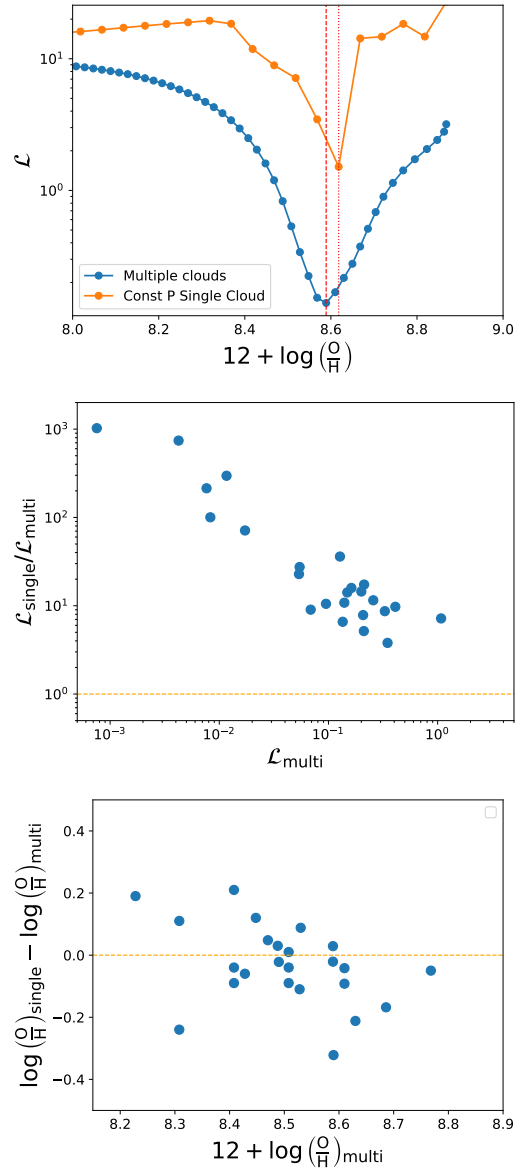 10¹
10⁰
ℒ
Multiple clouds
Const P Single Cloud
8.0 8.2 8.4 8.6 8.8 9.0
12 + log (O/H)
10³
10²
10¹
10⁰
ℒsingle/ℒmulti
10⁻³ 10⁻² 10⁻¹ 10⁰
ℒmulti
0.4
0.2
0.0
−0.2
−0.4
log (O/H)single − log (O/H)multi
8.2 8.3 8.4 8.5 8.6 8.7 8.8 8.9
12 + log (O/H)multi